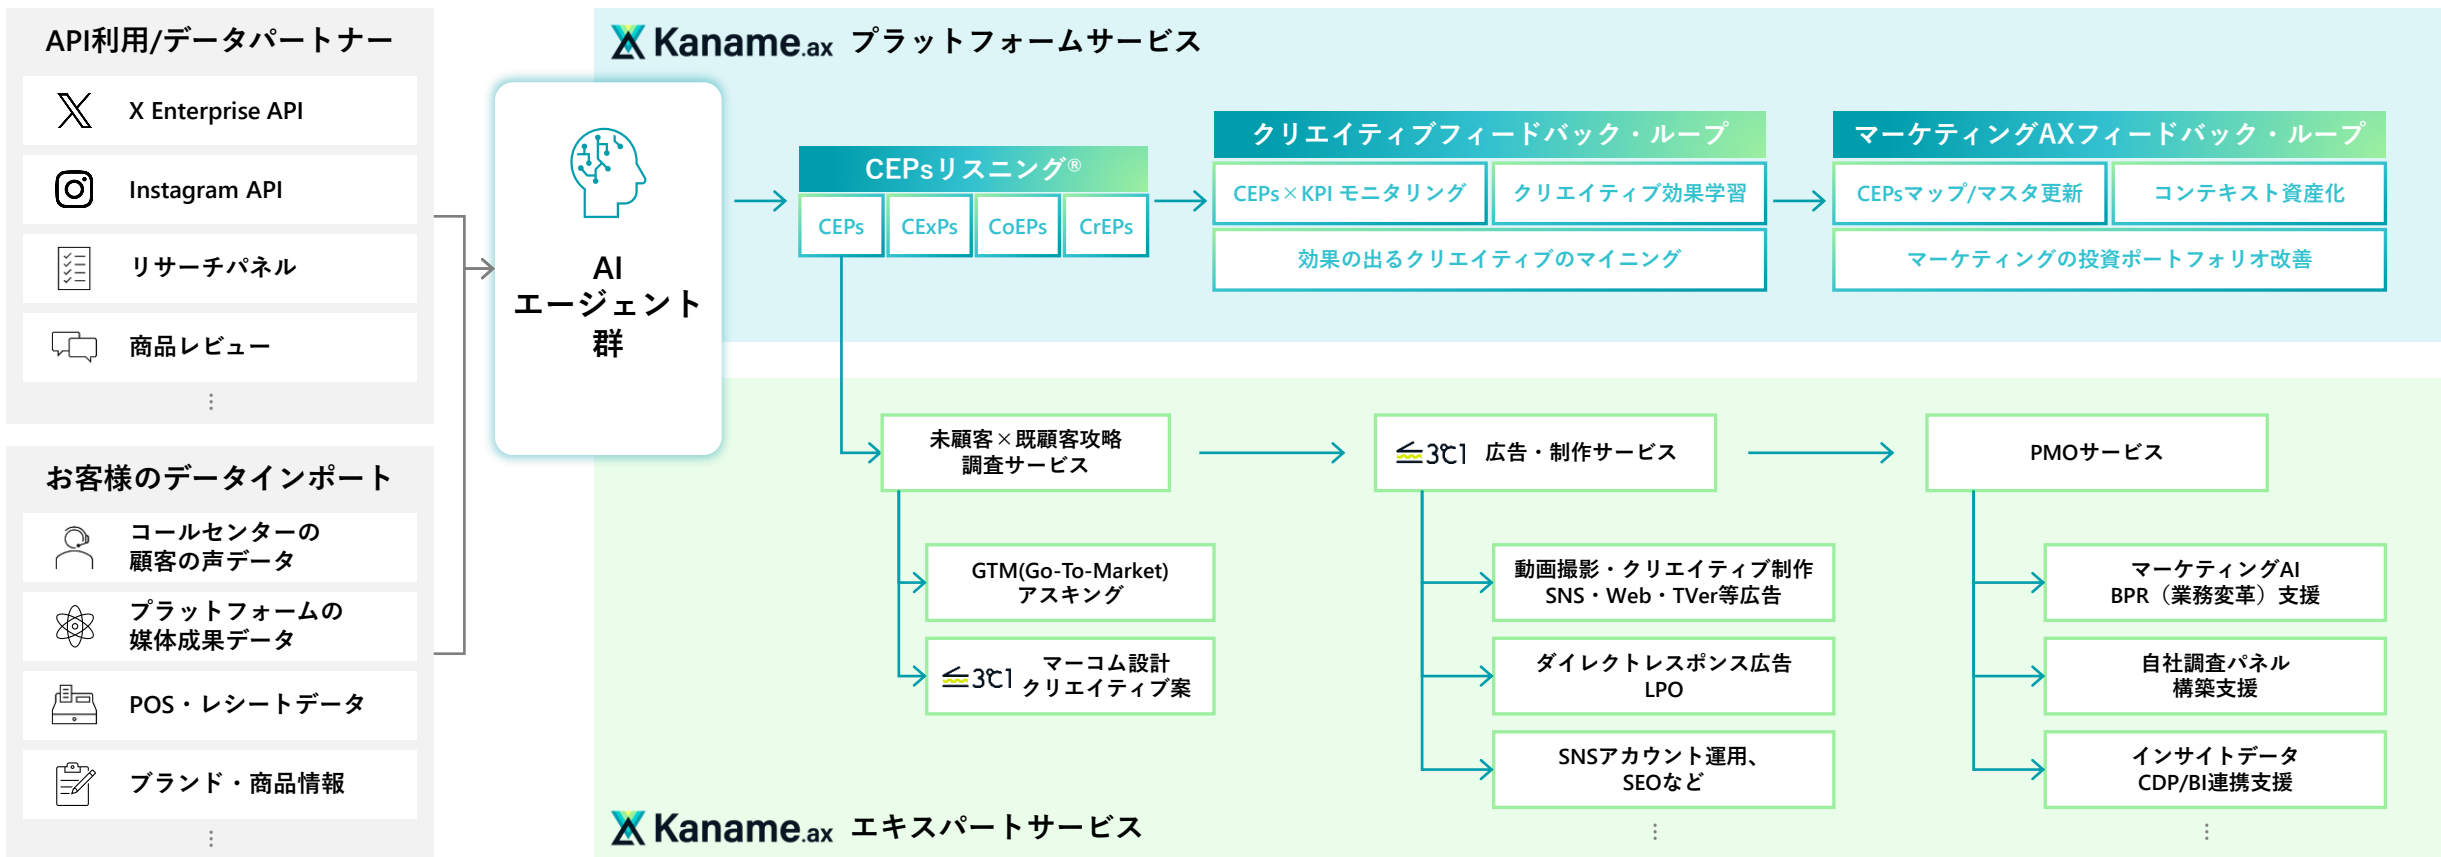 API利用/データパートナー
X Enterprise API
Instagram API
リサーチパネル
商品レビュー
お客様のデータインポート
コールセンターの
顧客の声データ
プラットフォームの
媒体成果データ
POS・レシートデータ
ブランド・商品情報
AI
エージェント
群
Kaname.ax プラットフォームサービス
CEPsリスニング®
CEPs
CExPs
CoEPs
CrEPs
クリエイティブフィードバック・ループ
CEPs×KPI モニタリング
クリエイティブ効果学習
効果の出るクリエイティブのマイニング
マーケティングAXフィードバック・ループ
CEPsマップ/マスタ更新
コンテキスト資産化
マーケティングの投資ポートフォリオ改善
未顧客×既顧客攻略
調査サービス
GTM(Go-To-Market)
アスキング
3℃1
マーコム設計
クリエイティブ案
3℃1 広告・制作サービス
動画撮影・クリエイティブ制作
SNS・Web・TVer等広告
ダイレクトレスポンス広告
LPO
SNSアカウント運用、
SEOなど
PMOサービス
マーケティングAI
BPR（業務変革）支援
自社調査パネル
構築支援
インサイトデータ
CDP/BI連携支援
Kaname.ax エキスパートサービス